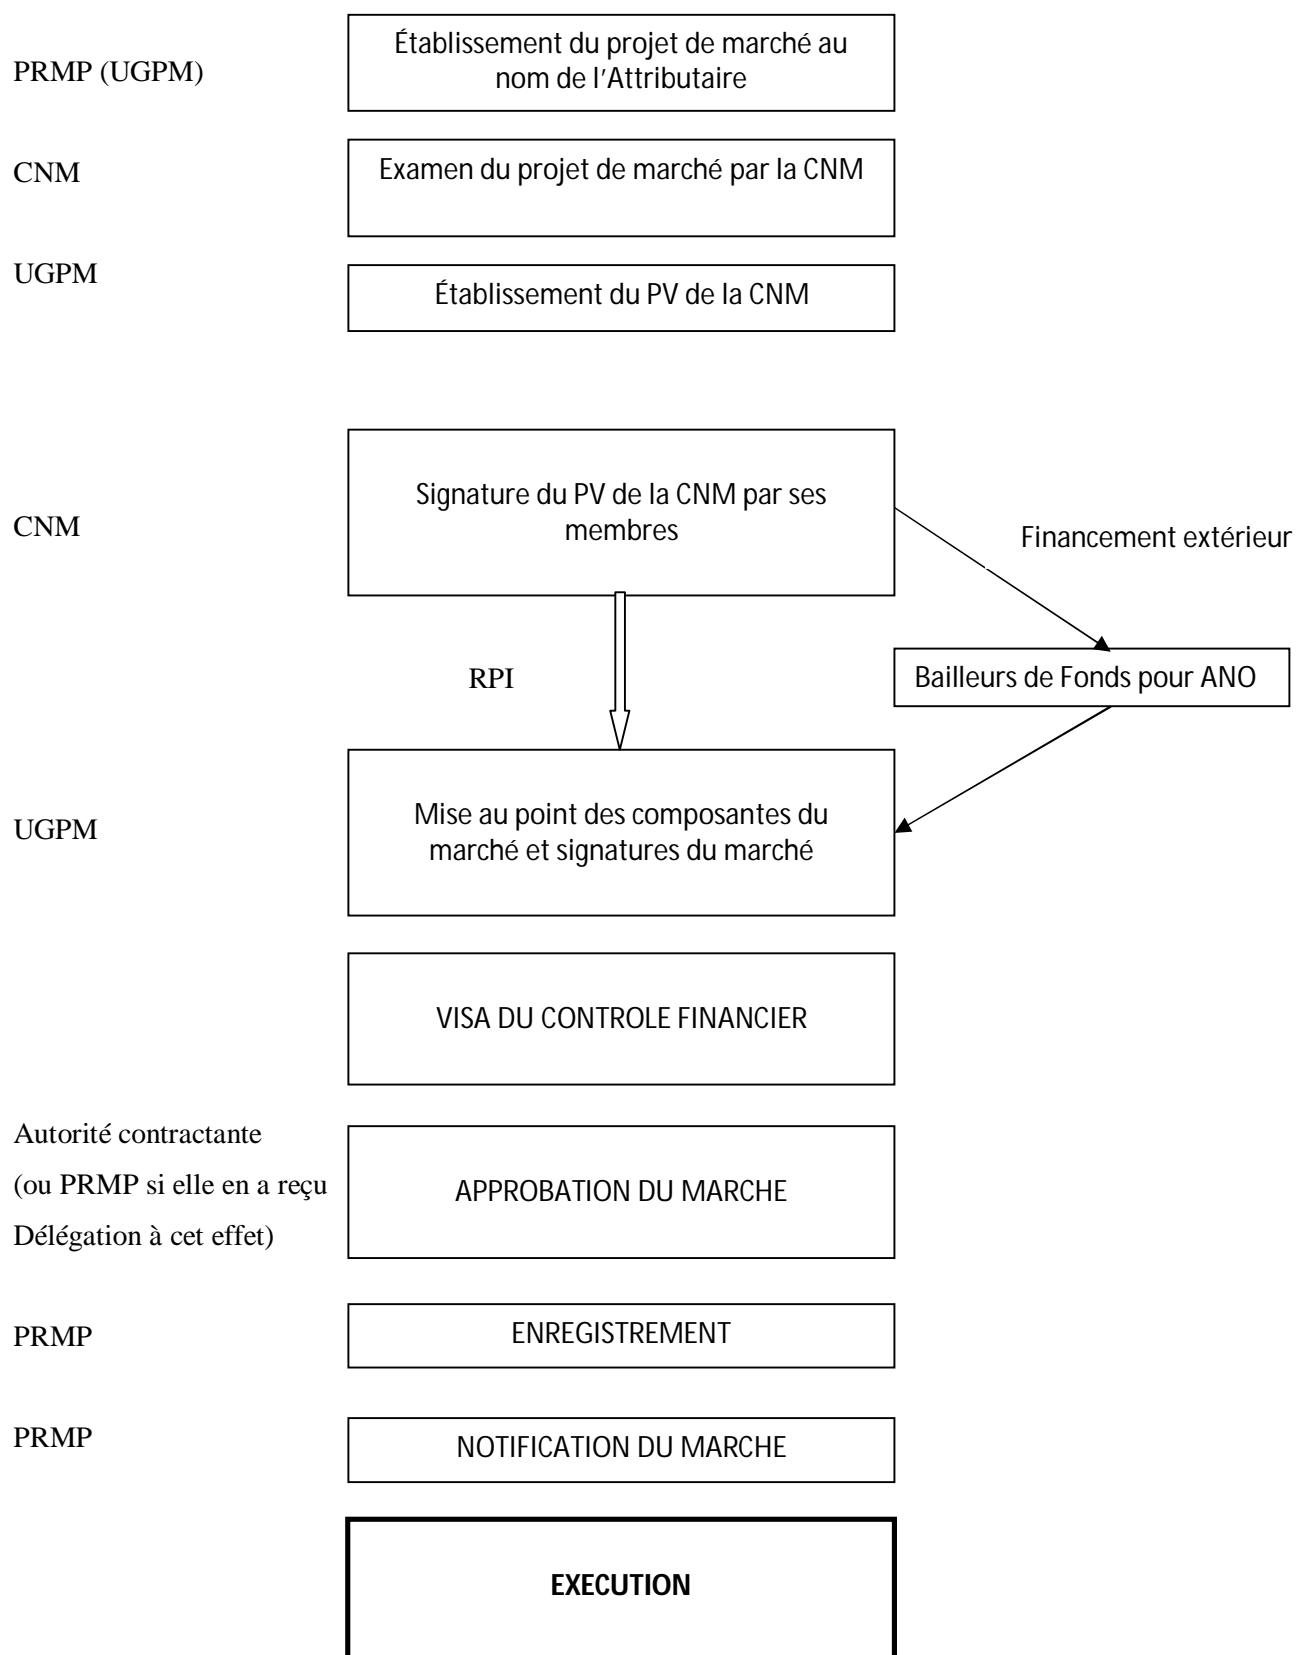 PRMP (UGPM)
Établissement du projet de marché au
nom de l'Attributaire
CNM
Examen du projet de marché par la CNM
UGPM
Établissement du PV de la CNM
CNM
Signature du PV de la CNM par ses
membres
Financement extérieur
RPI
Bailleurs de Fonds pour ANO
UGPM
Mise au point des composantes du
marché et signatures du marché
VISA DU CONTROLE FINANCIER
Autorité contractante
(ou PRMP si elle en a reçu
Délégation à cet effet)
APPROBATION DU MARCHE
PRMP
ENREGISTREMENT
PRMP
NOTIFICATION DU MARCHE
EXECUTION